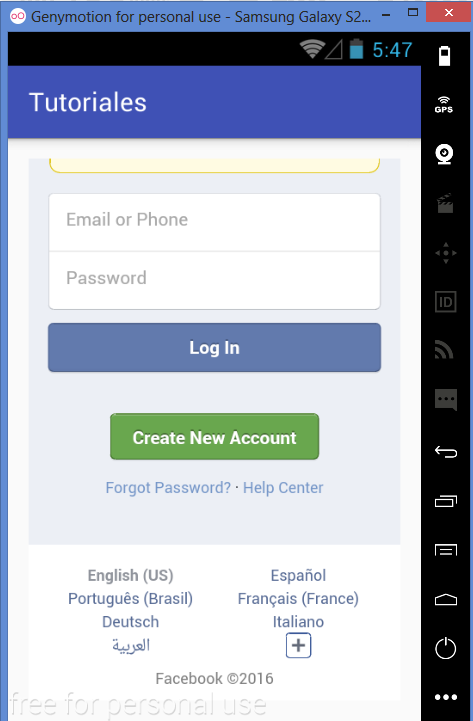 Genymotion for personal use - Samsung Galaxy S2...
5:47
Tutoriales
GPS
Email or Phone
Password
ID
Log In
Create New Account
Forgot Password? · Help Center
English (US) Español
Português (Brasil) Français (France)
Deutsch Italiano
العربية
Facebook ©2016
free for personal use